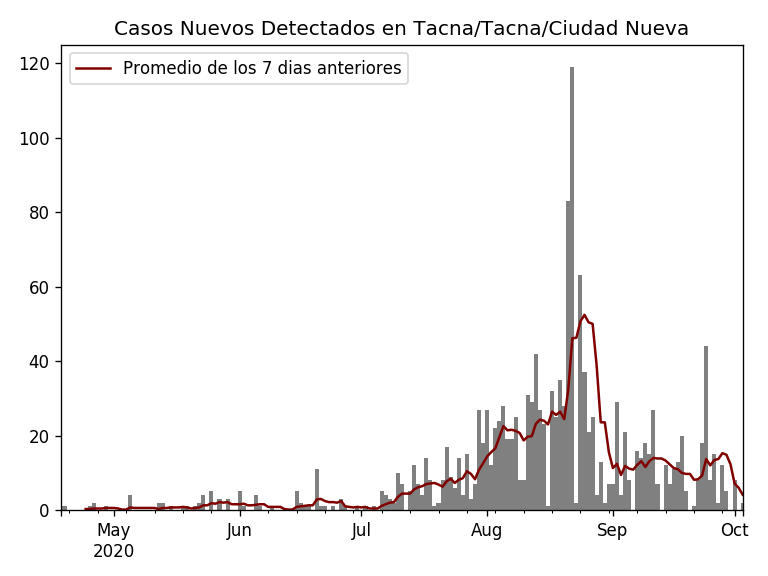 Casos Nuevos Detectados en Tacna/Tacna/Ciudad Nueva
Promedio de los 7 dias anteriores
120
100
80
60
40
20
0
May Jun Jul Aug Sep Oct
2020